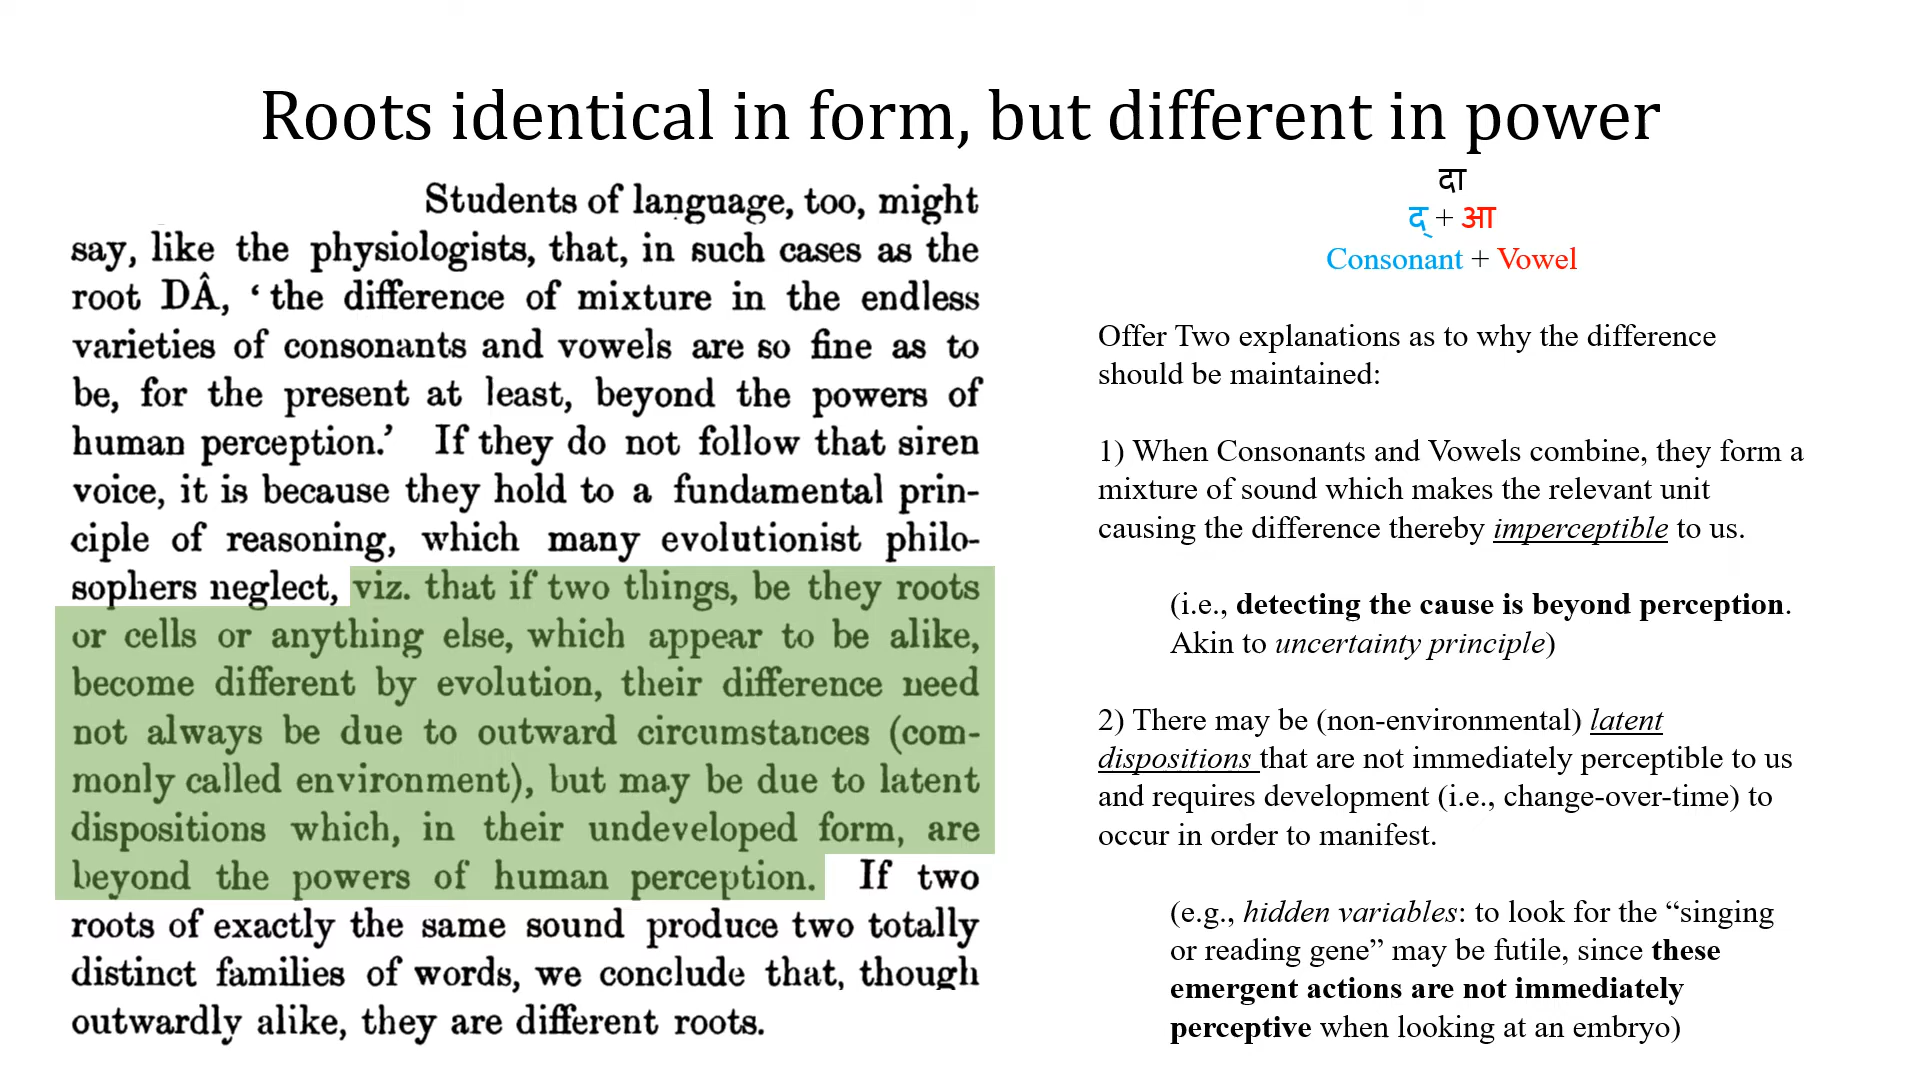 Roots identical in form, but different in power
Students of language, too, might
say, like the physiologists, that, in such cases as the
root DÂ, ‘ the difference of mixture in the endless
varieties of consonants and vowels are so fine as to
be, for the present at least, beyond the powers of
human perception.’ If they do not follow that siren
voice, it is because they hold to a fundamental prin-
ciple of reasoning, which many evolutionist philo-
sophers neglect, viz. that if two things, be they roots
or cells or anything else, which appear to be alike,
become different by evolution, their difference need
not always be due to outward circumstances (com-
monly called environment), but may be due to latent
dispositions which, in their undeveloped form, are
beyond the powers of human perception. If two
roots of exactly the same sound produce two totally
distinct families of words, we conclude that, though
outwardly alike, they are different roots.
दा
द् + आ
Consonant + Vowel
Offer Two explanations as to why the difference
should be maintained:
1) When Consonants and Vowels combine, they form a
mixture of sound which makes the relevant unit
causing the difference thereby imperceptible to us.
(i.e., detecting the cause is beyond perception.
Akin to uncertainty principle)
2) There may be (non-environmental) latent
dispositions that are not immediately perceptible to us
and requires development (i.e., change-over-time) to
occur in order to manifest.
(e.g., hidden variables: to look for the “singing
or reading gene” may be futile, since these
emergent actions are not immediately
perceptive when looking at an embryo)